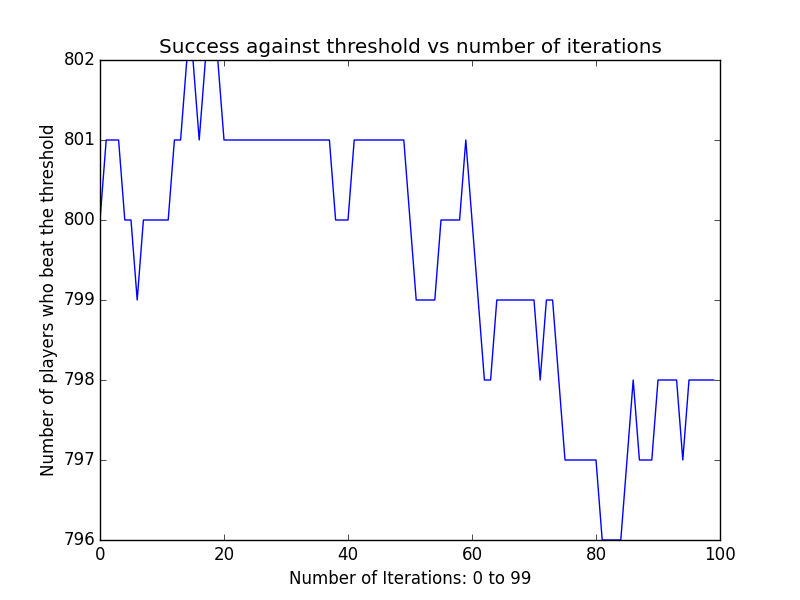 Success against threshold vs number of iterations
802
801
800
799
798
797
796
Number of players who beat the threshold
0 20 40 60 80 100
Number of Iterations: 0 to 99